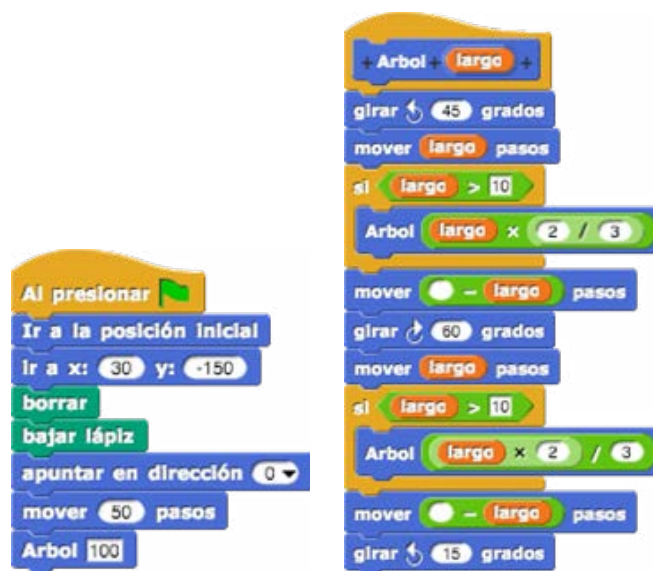 Al presionar
Ir a la posición inicial
ir a x: 30 y: -150
borrar
bajar lápiz
apuntar en dirección 0
mover 50 pasos
Arbol 100
+ Arbol + largo +
girar 45 grados
mover largo pasos
si largo > 10
Arbol largo × 2 / 3
mover - largo pasos
girar 60 grados
mover largo pasos
si largo > 10
Arbol largo × 2 / 3
mover - largo pasos
girar 15 grados